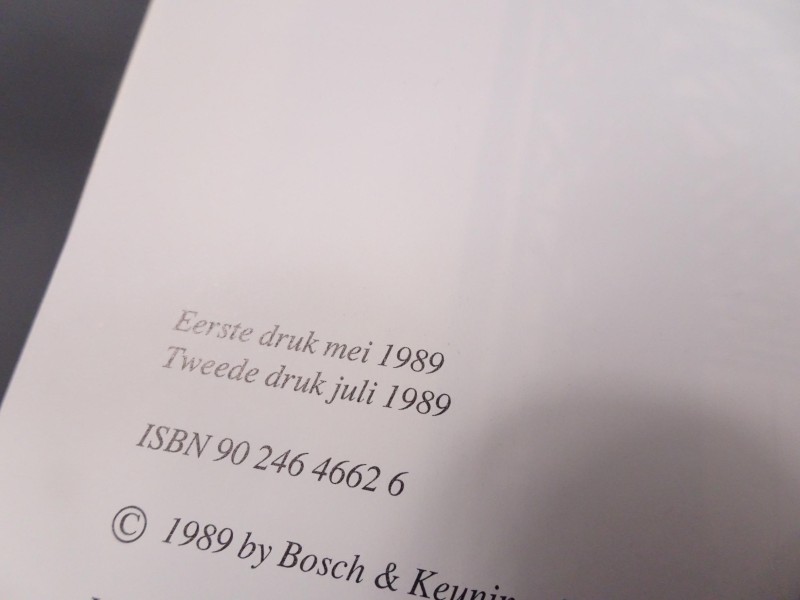 Eerste druk mei 1989
Tweede druk juli 1989
ISBN 90 246 4662 6
© 1989 by Bosch &